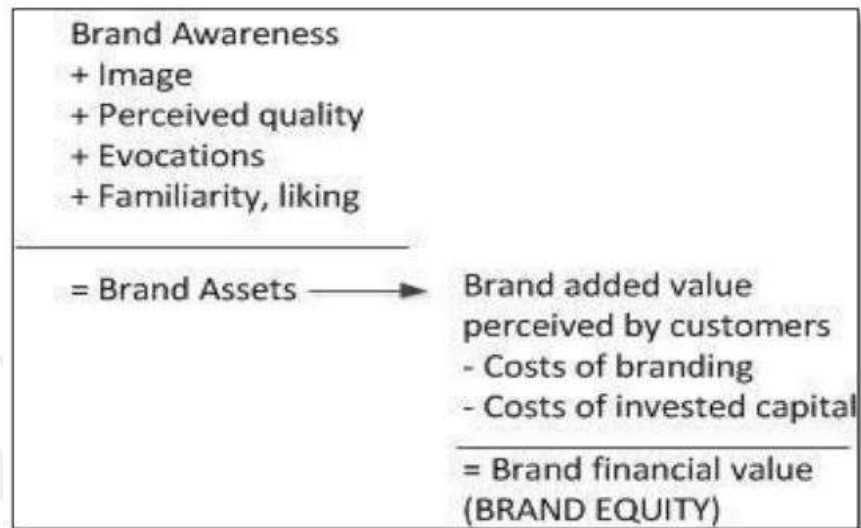 Brand Awareness
+ Image
+ Perceived quality
+ Evocations
+ Familiarity, liking
= Brand Assets
Brand added value
perceived by customers
- Costs of branding
- Costs of invested capital
= Brand financial value
(BRAND EQUITY)